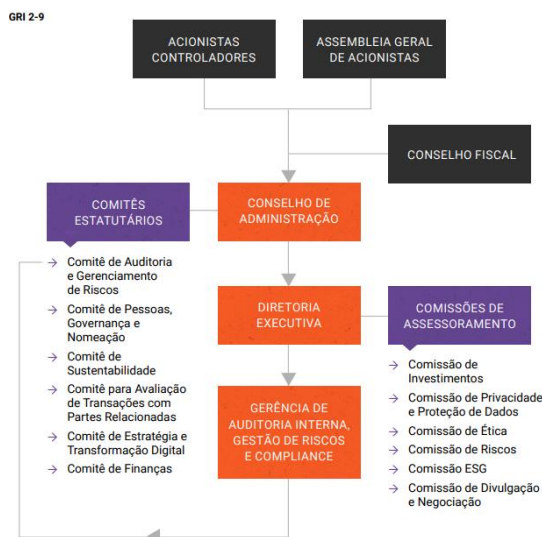 GRI 2-9
ACIONISTAS
CONTROLADORES
ASSEMBLEIA GERAL
DE ACIONISTAS
CONSELHO FISCAL
COMITÊS
ESTATUTÁRIOS
CONSELHO DE
ADMINISTRAÇÃO
→ Comitê de Auditoria
e Gerenciamento
de Riscos
→ Comitê de Pessoas,
Governança e
Nomeação
→ Comitê de
Sustentabilidade
→ Comitê para Avaliação
de Transações com
Partes Relacionadas
→ Comitê de Estratégia e
Transformação Digital
→ Comitê de Finanças
DIRETORIA
EXECUTIVA
COMISSÕES DE
ASSESSORAMENTO
→ Comissão de
Investimentos
→ Comissão de Privacidade
e Proteção de Dados
→ Comissão de Ética
→ Comissão de Riscos
→ Comissão ESG
→ Comissão de Divulgação
e Negociação
GERÊNCIA DE
AUDITORIA INTERNA,
GESTÃO DE RISCOS
E COMPLIANCE